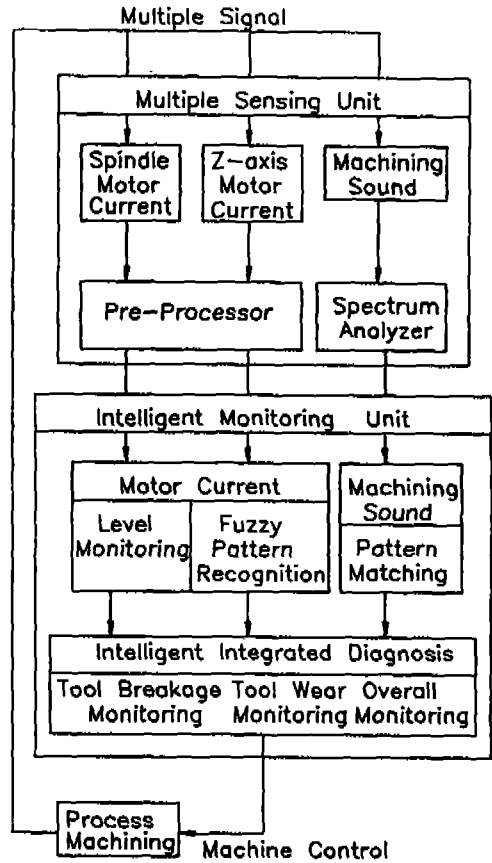 Multiple Signal
Multiple Sensing Unit
Spindle
Motor
Current
Z-axis
Motor
Current
Machining
Sound
Pre-Processor
Spectrum
Analyzer
Intelligent Monitoring Unit
Motor Current
Level
Monitoring
Fuzzy
Pattern
Recognition
Machining
Sound
Pattern
Matching
Intelligent Integrated Diagnosis
Tool Breakage
Monitoring
Tool Wear
Monitoring
Overall
Monitoring
Process
Machining
Machine Control